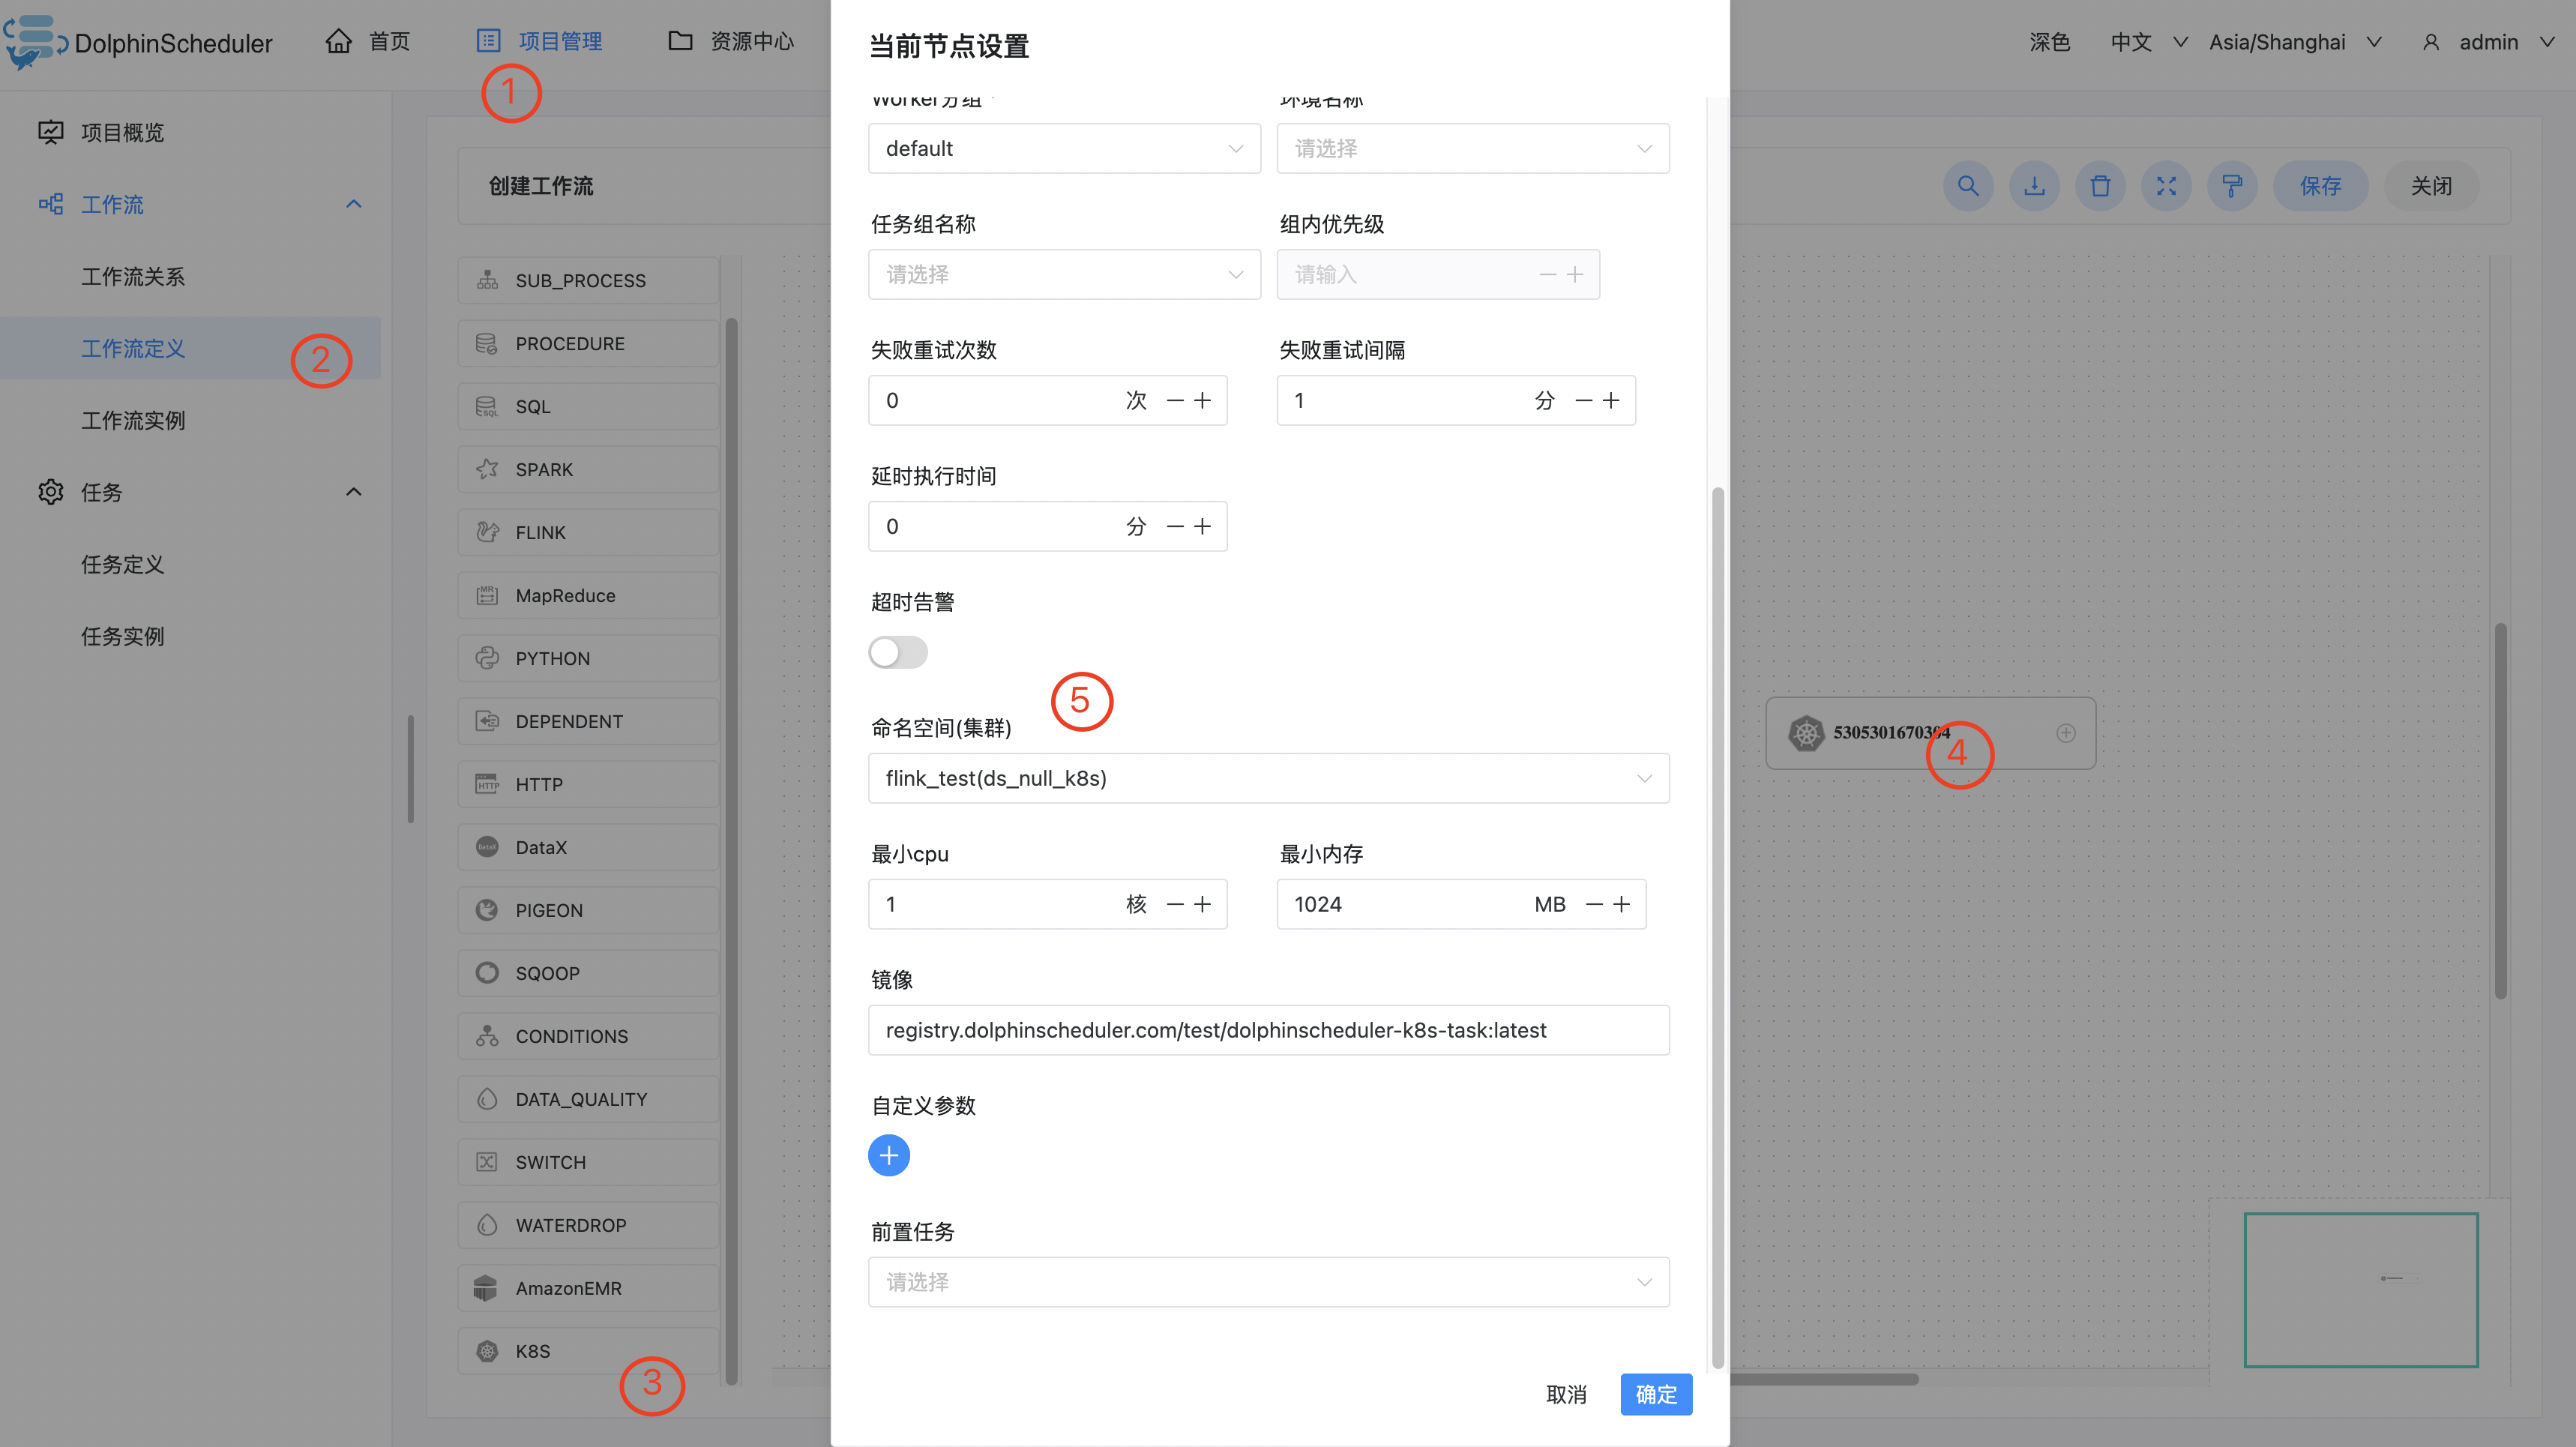 DolphinScheduler
首页
项目管理
资源中心
深色
中文
Asia/Shanghai
admin
1
项目概览
工作流
工作流关系
工作流定义
2
工作流实例
任务
任务定义
任务实例
创建工作流
保存
关闭
SUB_PROCESS
PROCEDURE
SQL
SPARK
FLINK
MapReduce
PYTHON
DEPENDENT
HTTP
DataX
PIGEON
SQOOP
CONDITIONS
DATA_QUALITY
SWITCH
WATERDROP
AmazonEMR
K8S
3
当前节点设置
Worker分组 *
环境名称
default
请选择
任务组名称
组内优先级
请选择
请输入
失败重试次数
失败重试间隔
0 次
1 分
延时执行时间
0 分
超时告警
5
命名空间(集群)
flink_test(ds_null_k8s)
最小cpu
最小内存
1 核
1024 MB
镜像
registry.dolphinscheduler.com/test/dolphinscheduler-k8s-task:latest
自定义参数
前置任务
请选择
取消
确定
5305301670304
4